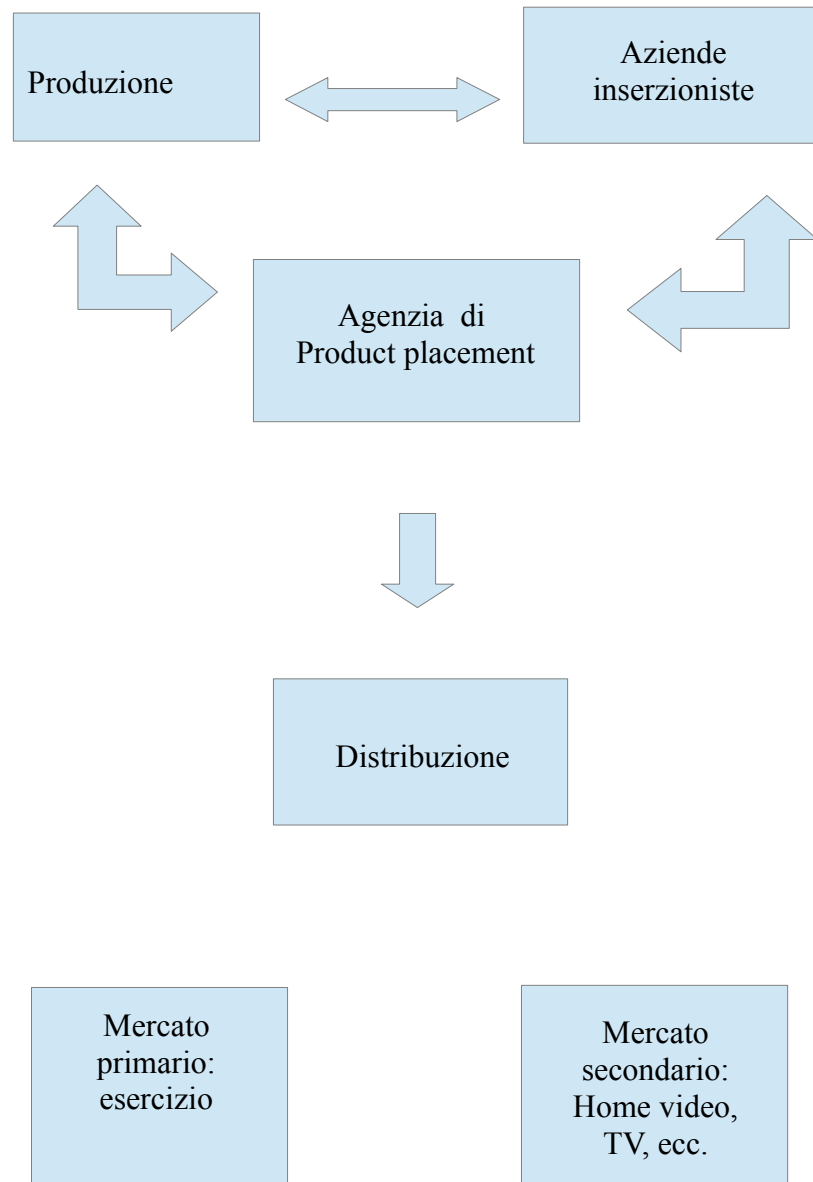 Produzione
Aziende
inserzioniste
Agenzia di
Product placement
Distribuzione
Mercato
primario:
esercizio
Mercato
secondario:
Home video,
TV, ecc.